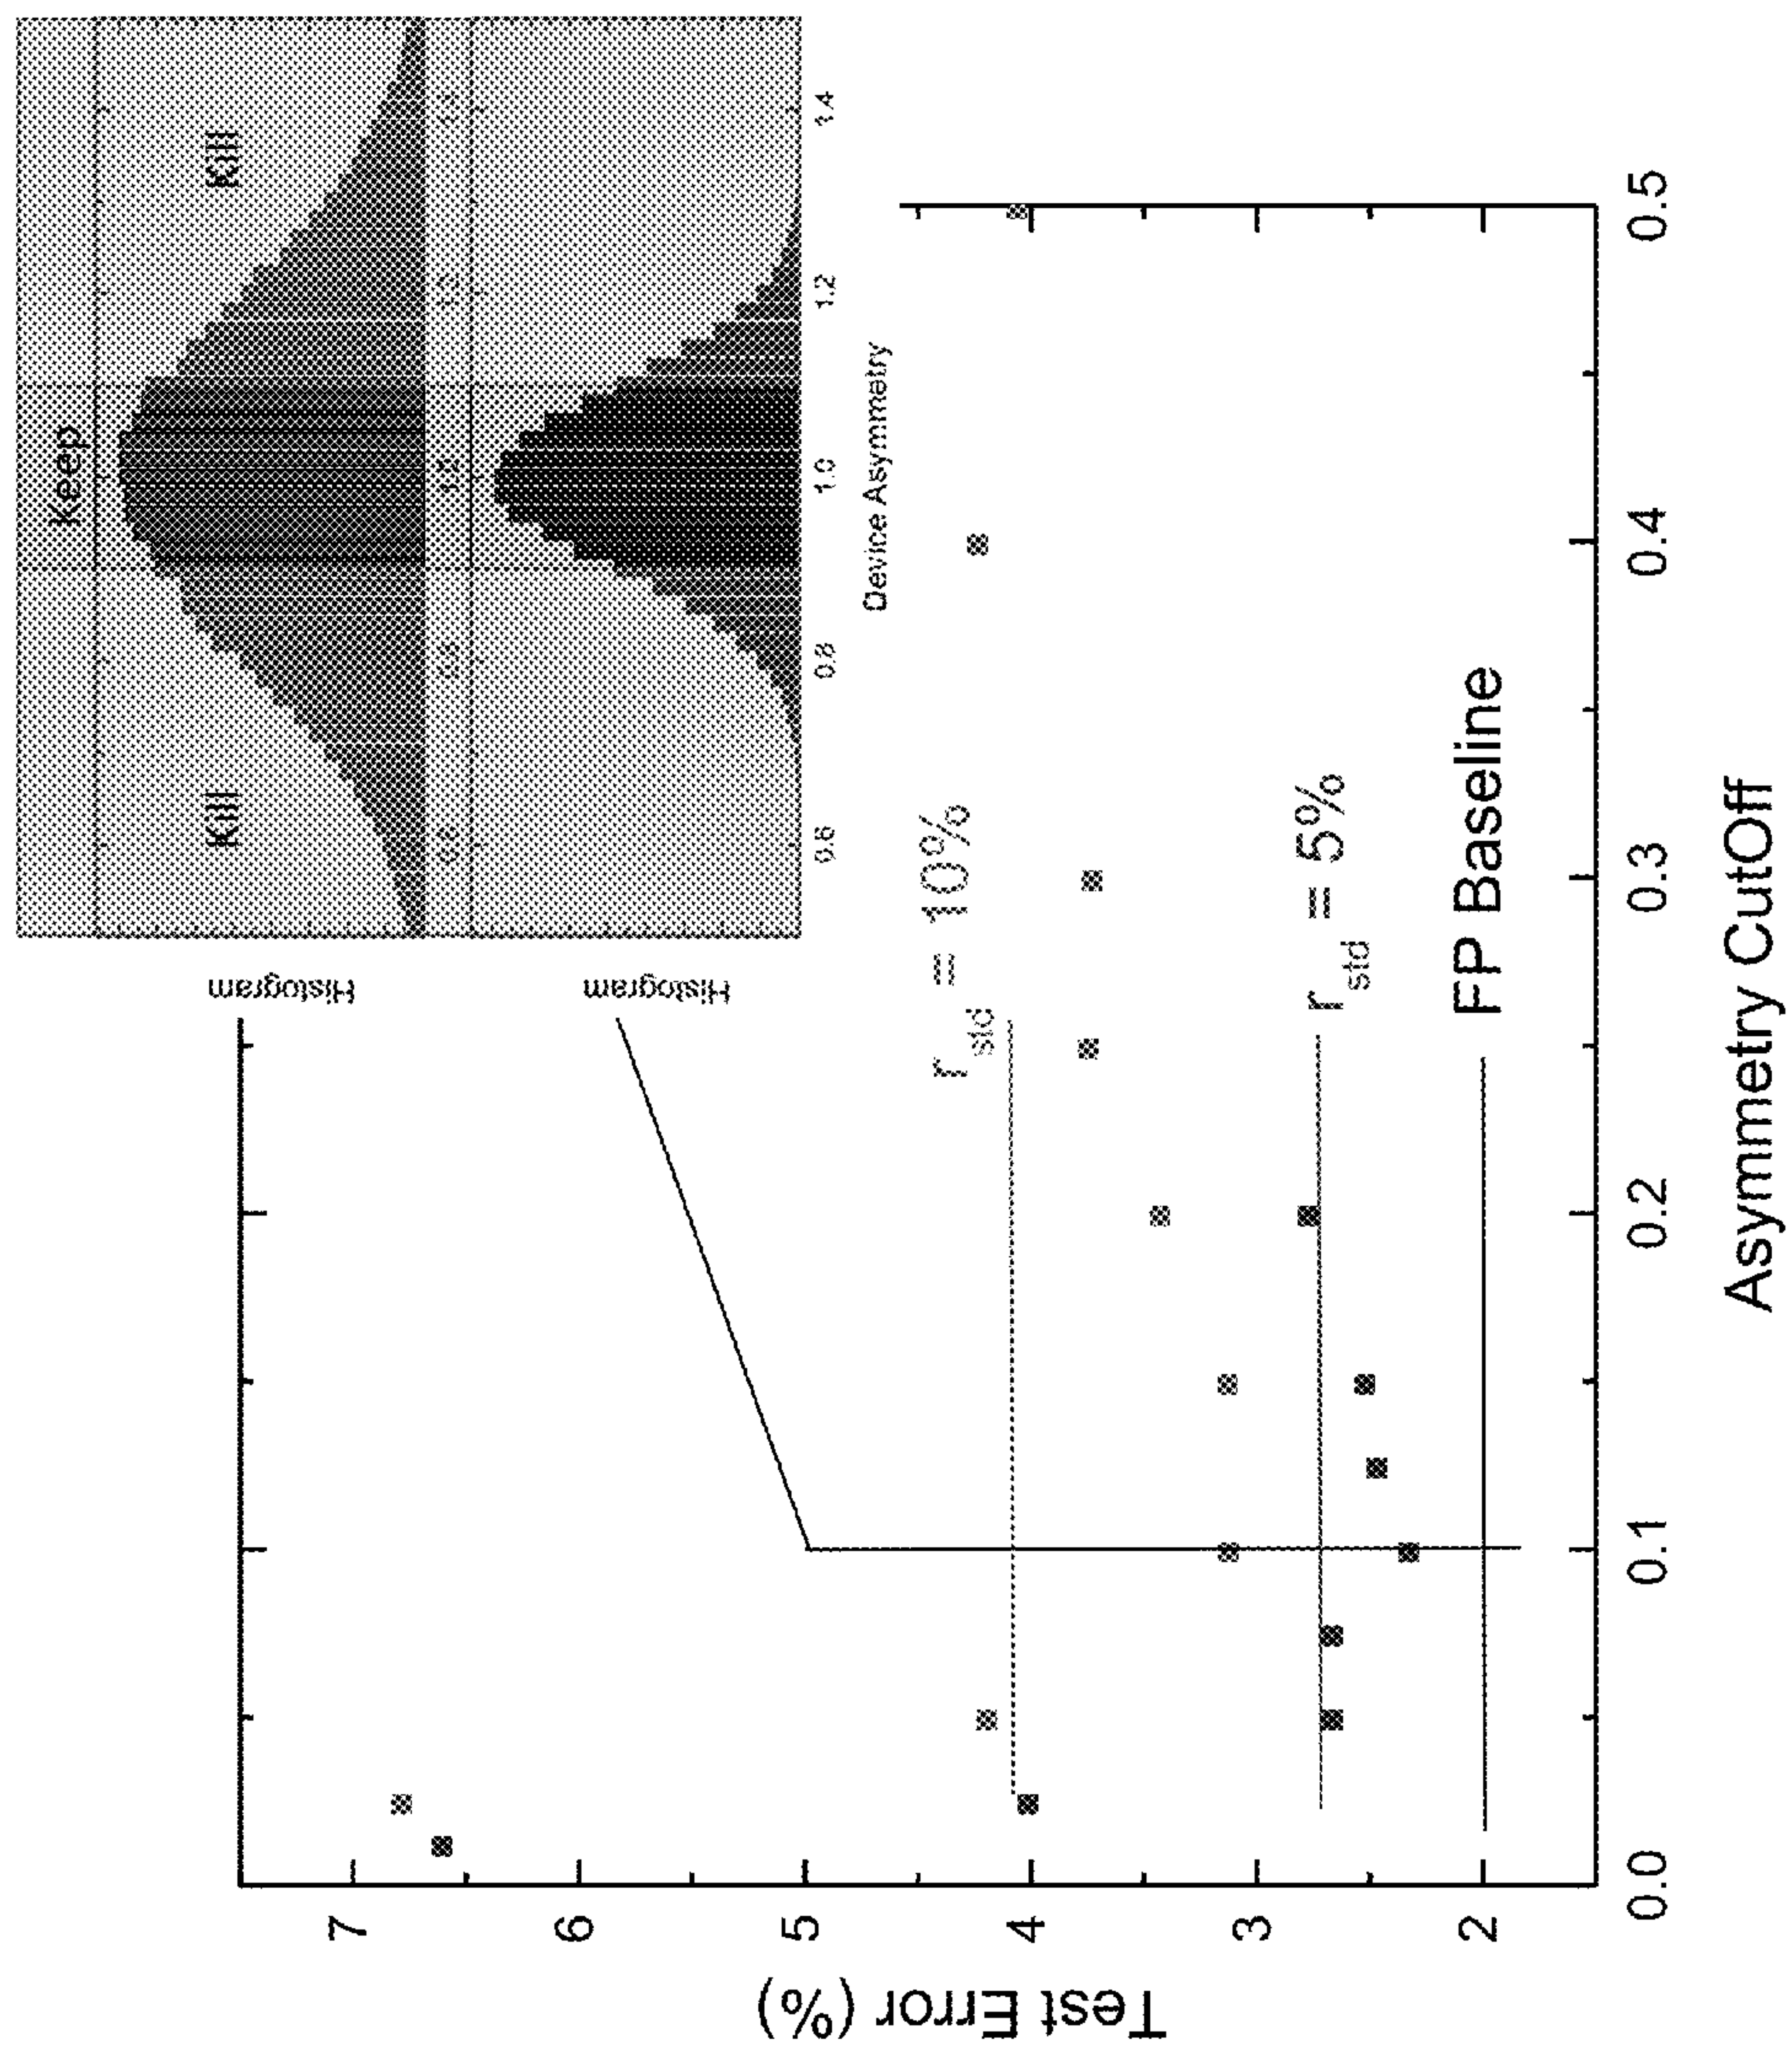 Keep
Kill
Kill
Histogram
Histogram
0.6
0.8
1.0
1.2
1.4
Device Asymmetry
7
6
5
4
3
2
Test Error (%)
r std = 10%
r std = 5%
FP Baseline
0.0
0.1
0.2
0.3
0.4
0.5
Asymmetry CutOff